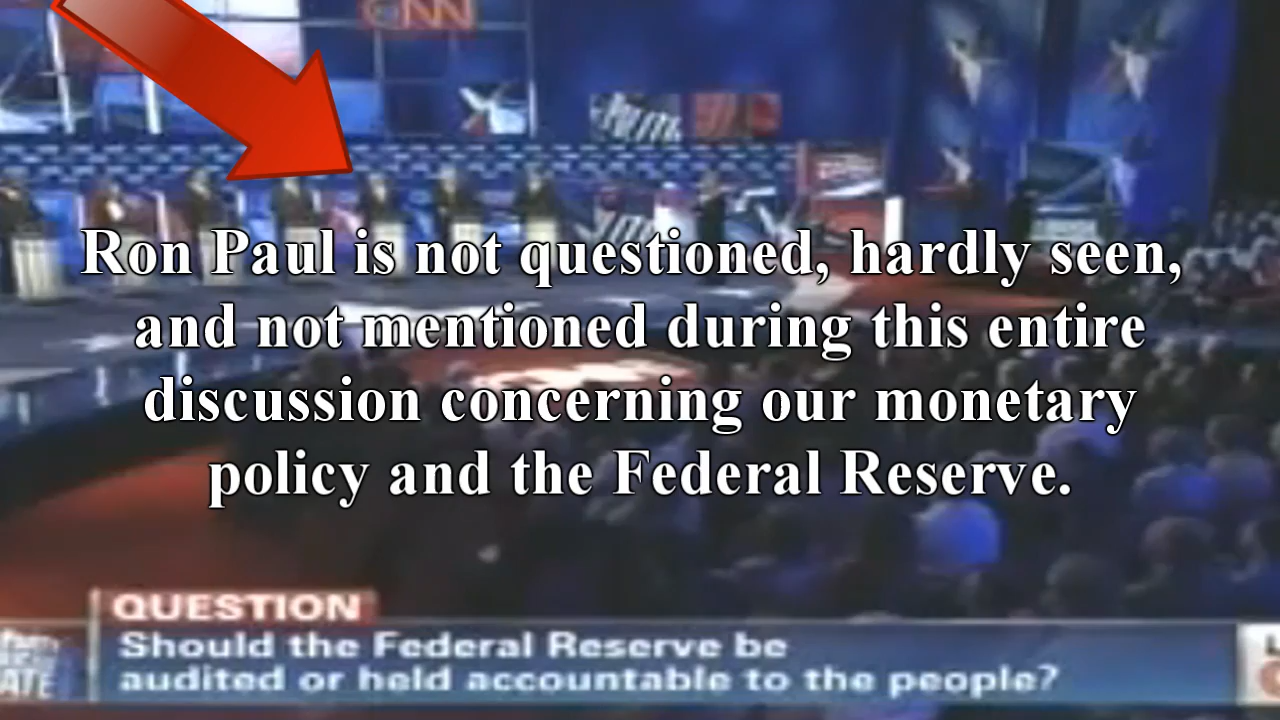 CNN
Ron Paul is not questioned, hardly seen,
and not mentioned during this entire
discussion concerning our monetary
policy and the Federal Reserve.
QUESTION
Should the Federal Reserve be
audited or held accountable to the people?